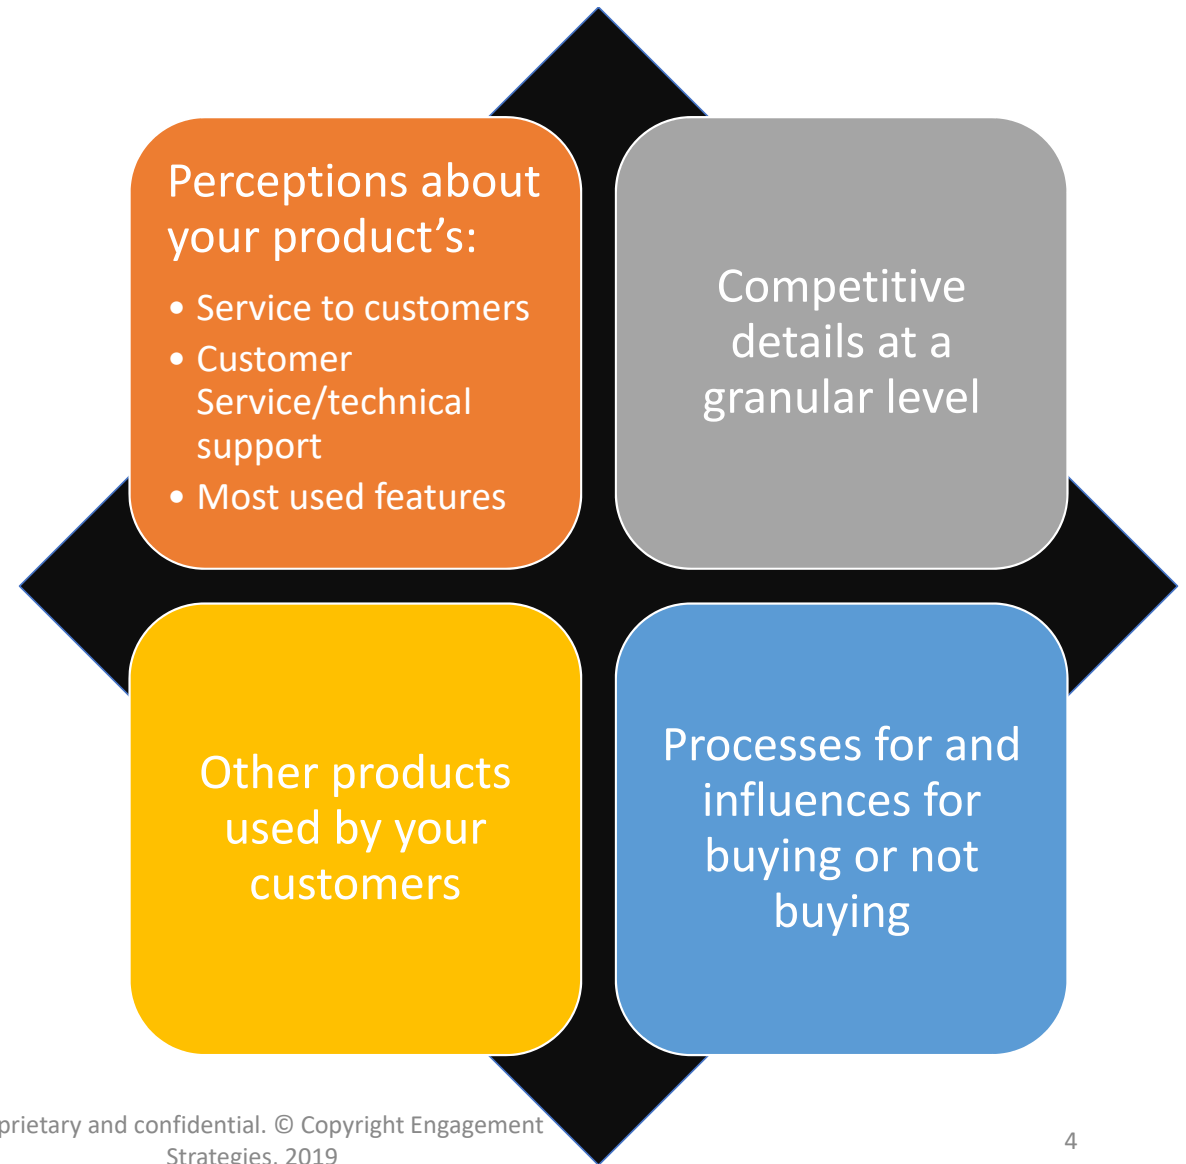 Perceptions about
your product’s:
• Service to customers
• Customer
Service/technical
support
• Most used features
Competitive
details at a
granular level
Other products
used by your
customers
Processes for and
influences for
buying or not
buying
and confidential. © Copyright Engagement
Strategies, 2019
4